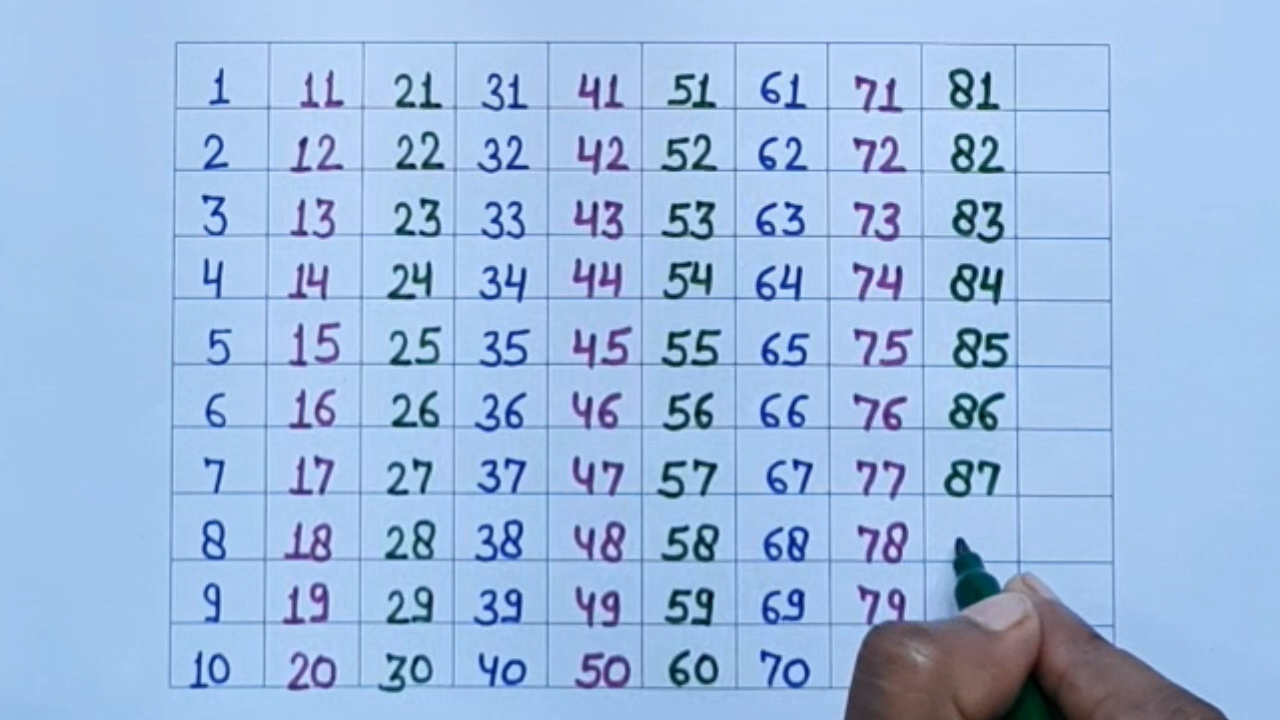 1 11 21 31 41 51 61 71 81
2 12 22 32 42 52 62 72 82
3 13 23 33 43 53 63 73 83
4 14 24 34 44 54 64 74 84
5 15 25 35 45 55 65 75 85
6 16 26 36 46 56 66 76 86
7 17 27 37 47 57 67 77 87
8 18 28 38 48 58 68 78
9 19 29 39 49 59 69 79
10 20 30 40 50 60 70